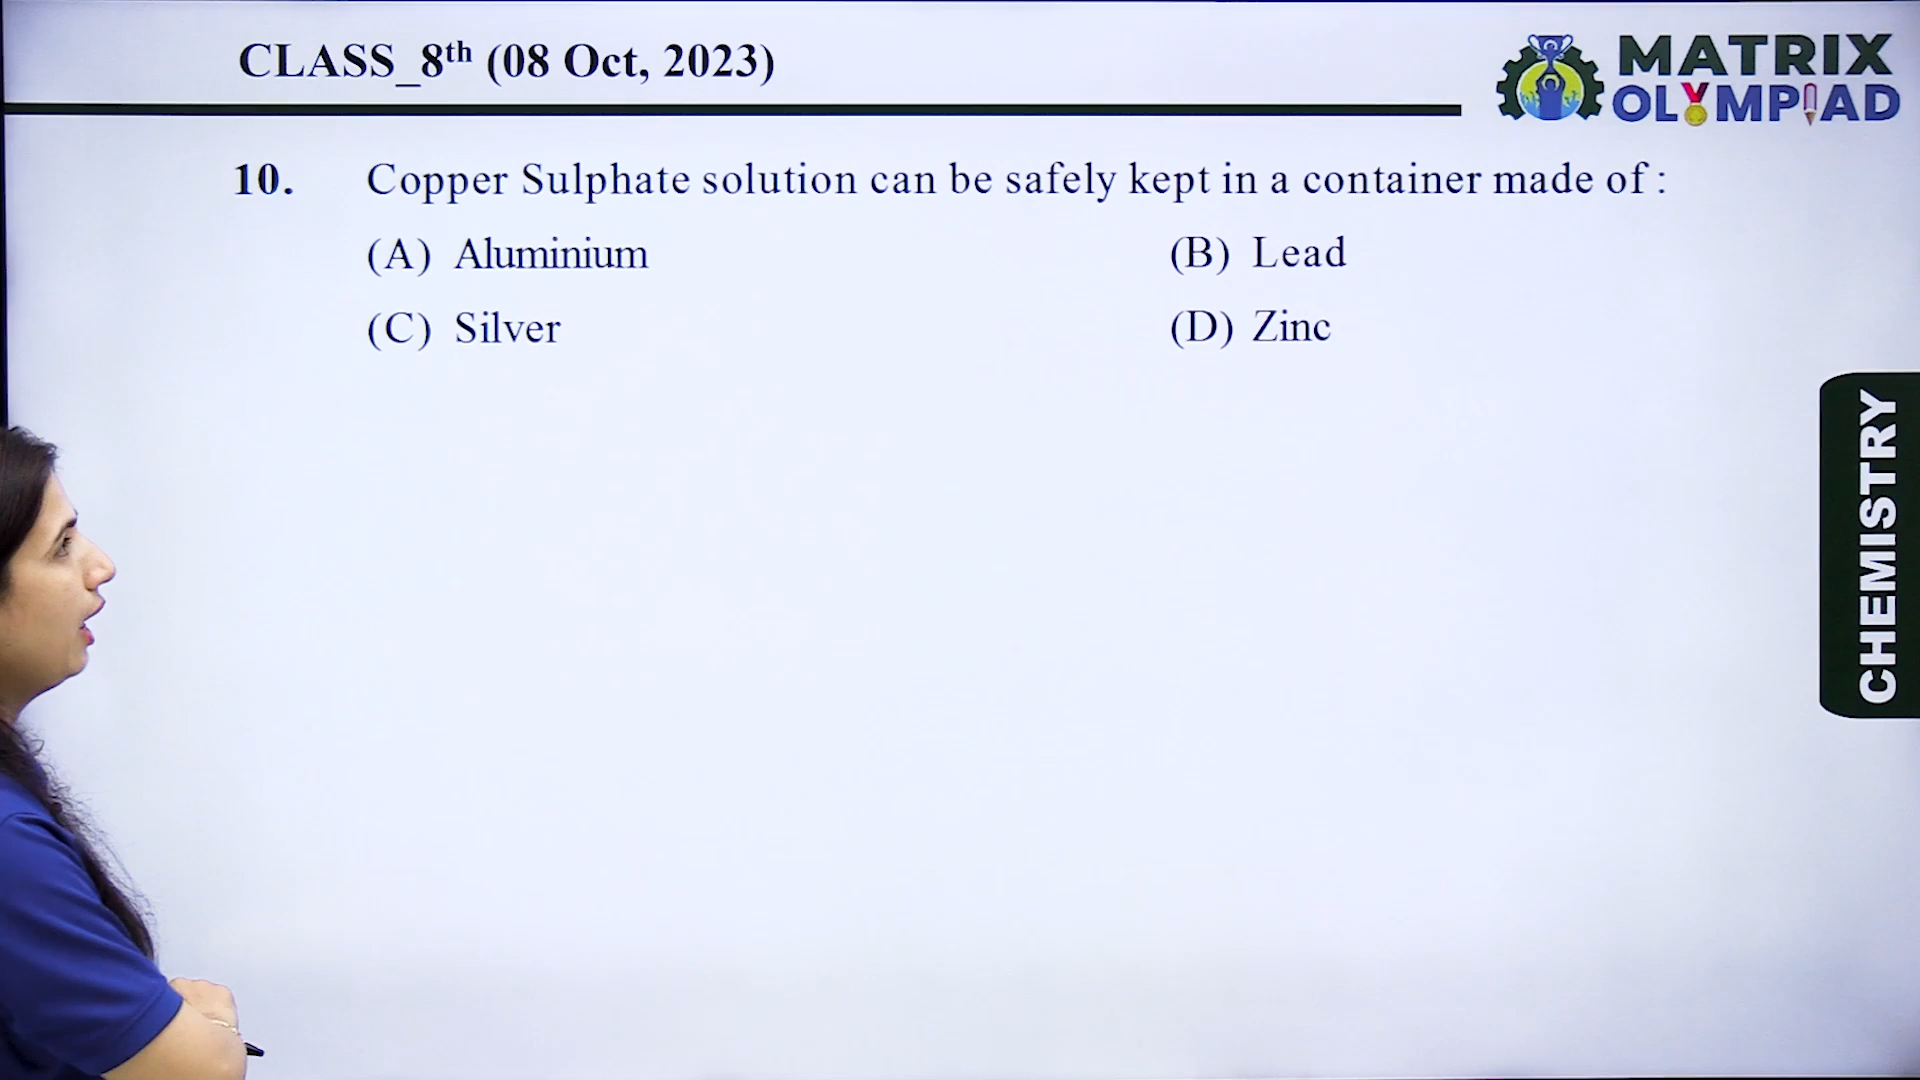 CLASS_8th (08 Oct, 2023)
MATRIX
OLYMPIAD
10. Copper Sulphate solution can be safely kept in a container made of :
(A) Aluminium (B) Lead
(C) Silver (D) Zinc
CHEMISTRY